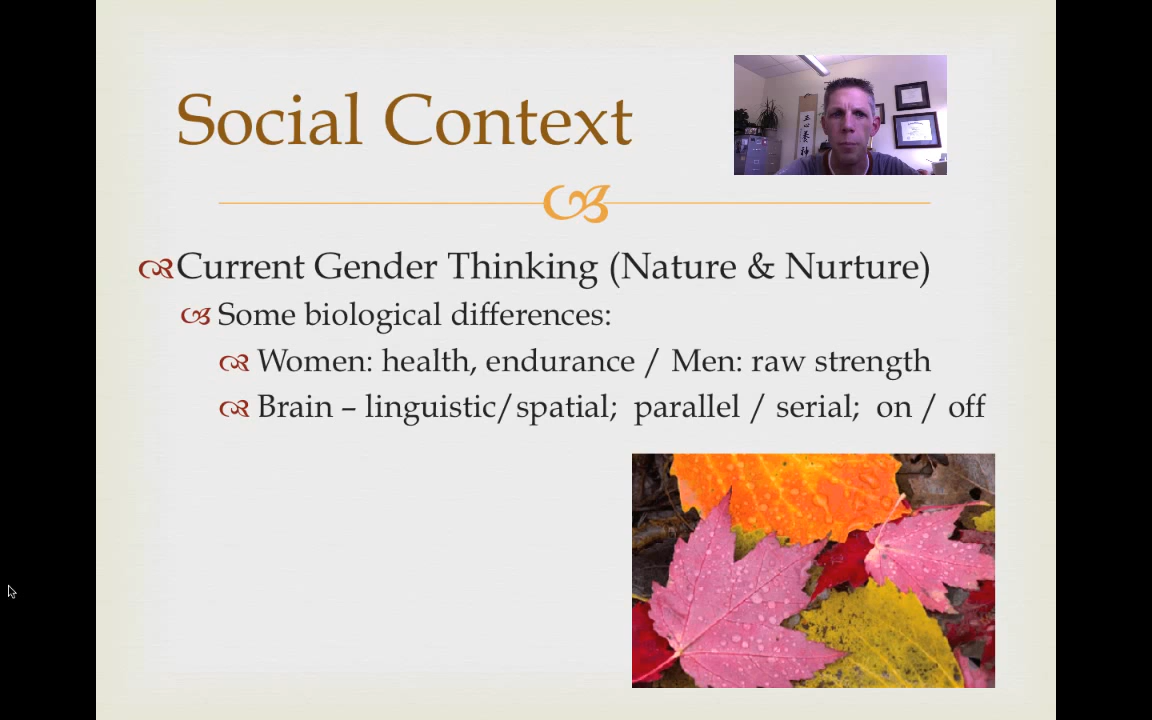 Social Context
Current Gender Thinking (Nature & Nurture)
Some biological differences:
Women: health, endurance / Men: raw strength
Brain – linguistic/spatial; parallel / serial; on / off